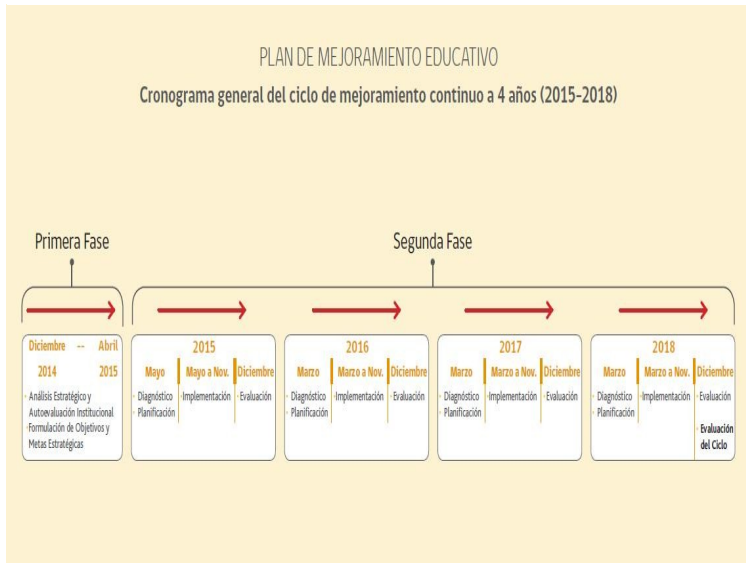 PLAN DE MEJORAMIENTO EDUCATIVO
Cronograma general del ciclo de mejoramiento continuo a 4 años (2015-2018)
Primera Fase
Segunda Fase
Diciembre -- Abril
2014 2015
· Análisis Estratégico y
Autoevaluación Institucional
·Formulación de Objetivos y
Metas Estratégicas
2015
Mayo
· Diagnóstico
· Planificación
Mayo a Nov.
·Implementación
Diciembre
· Evaluación
2016
Marzo
· Diagnóstico
· Planificación
Marzo a Nov.
·Implementación
Diciembre
· Evaluación
2017
Marzo
· Diagnóstico
· Planificación
Marzo a Nov.
·Implementación
Diciembre
· Evaluación
2018
Marzo
· Diagnóstico
· Planificación
Marzo a Nov.
·Implementación
Diciembre
· Evaluación
· Evaluación
del Ciclo